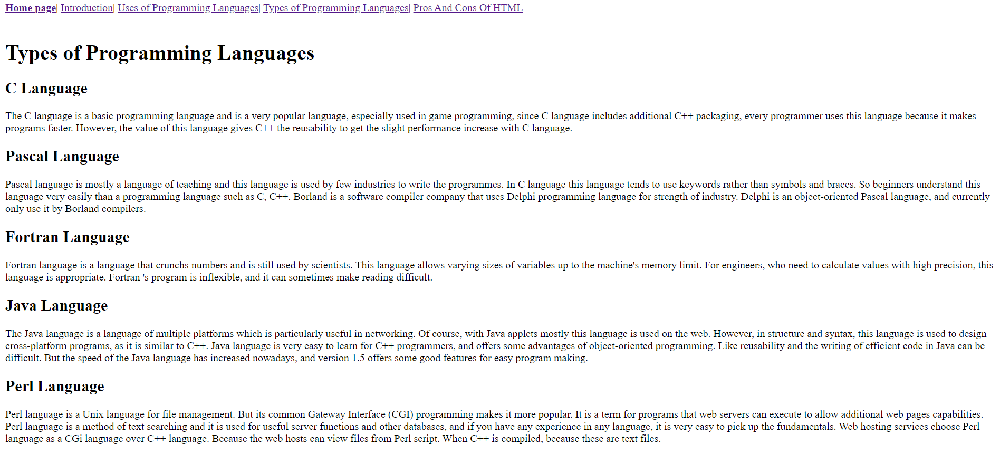 Home page| Introduction| Uses of Programming Languages| Types of Programming Languages| Pros And Cons Of HTML
Types of Programming Languages
C Language
The C language is a basic programming language and is a very popular language, especially used in game programming, since C language includes additional C++ packaging, every programmer uses this language because it makes
programs faster. However, the value of this language gives C++ the reusability to get the slight performance increase with C language.
Pascal Language
Pascal language is mostly a language of teaching and this language is used by few industries to write the programmes. In C language this language tends to use keywords rather than symbols and braces. So beginners understand this
language very easily than a programming language such as C, C++. Borland is a software compiler company that uses Delphi programming language for strength of industry. Delphi is an object-oriented Pascal language, and currently
only use it by Borland compilers.
Fortran Language
Fortran language is a language that crunchs numbers and is still used by scientists. This language allows varying sizes of variables up to the machine's memory limit. For engineers, who need to calculate values with high precision, this
language is appropriate. Fortran 's program is inflexible, and it can sometimes make reading difficult.
Java Language
The Java language is a language of multiple platforms which is particularly useful in networking. Of course, with Java applets mostly this language is used on the web. However, in structure and syntax, this language is used to design
cross-platform programs, as it is similar to C++. Java language is very easy to learn for C++ programmers, and offers some advantages of object-oriented programming. Like reusability and the writing of efficient code in Java can be
difficult. But the speed of the Java language has increased nowadays, and version 1.5 offers some good features for easy program making.
Perl Language
Perl language is a Unix language for file management. But its common Gateway Interface (CGI) programming makes it more popular. It is a term for programs that web servers can execute to allow additional web pages capabilities.
Perl language is a method of text searching and it is used for useful server functions and other databases, and if you have any experience in any language, it is very easy to pick up the fundamentals. Web hosting services choose Perl
language as a CGi language over C++ language. Because the web hosts can view files from Perl script. When C++ is compiled, because these are text files.